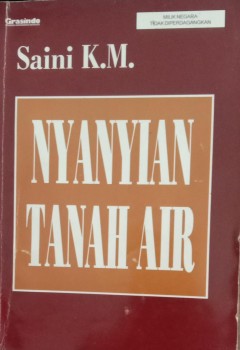 Grasindo
MILIK NEGARA
TIDAK DIPERDAGANGKAN
Saini K.M.
NYANYIAN
TANAH AIR